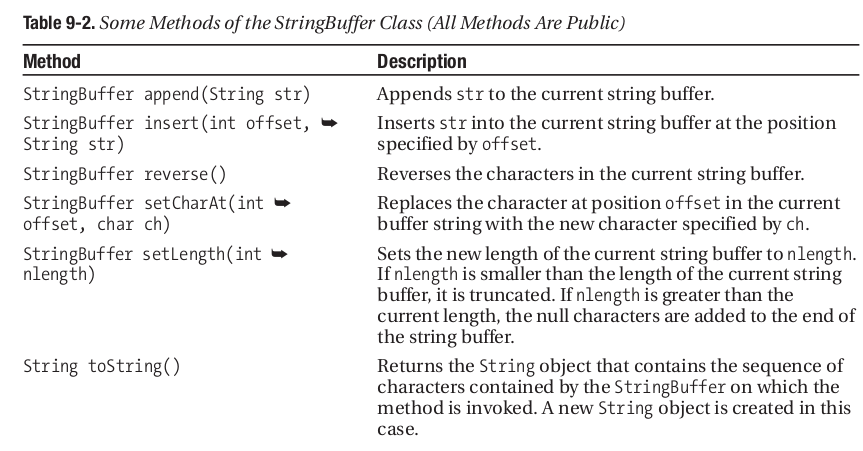 Table 9-2. Some Methods of the StringBuffer Class (All Methods Are Public)
Method Description
StringBuffer append(String str) Appends str to the current string buffer.
StringBuffer insert(int offset, ➥ Inserts str into the current string buffer at the position
String str) specified by offset.
StringBuffer reverse() Reverses the characters in the current string buffer.
StringBuffer setCharAt(int ➥ Replaces the character at position offset in the current
offset, char ch) buffer string with the new character specified by ch.
StringBuffer setLength(int ➥ Sets the new length of the current string buffer to nlength.
nlength) If nlength is smaller than the length of the current string
buffer, it is truncated. If nlength is greater than the
current length, the null characters are added to the end of
the string buffer.
String toString() Returns the String object that contains the sequence of
characters contained by the StringBuffer on which the
method is invoked. A new String object is created in this
case.